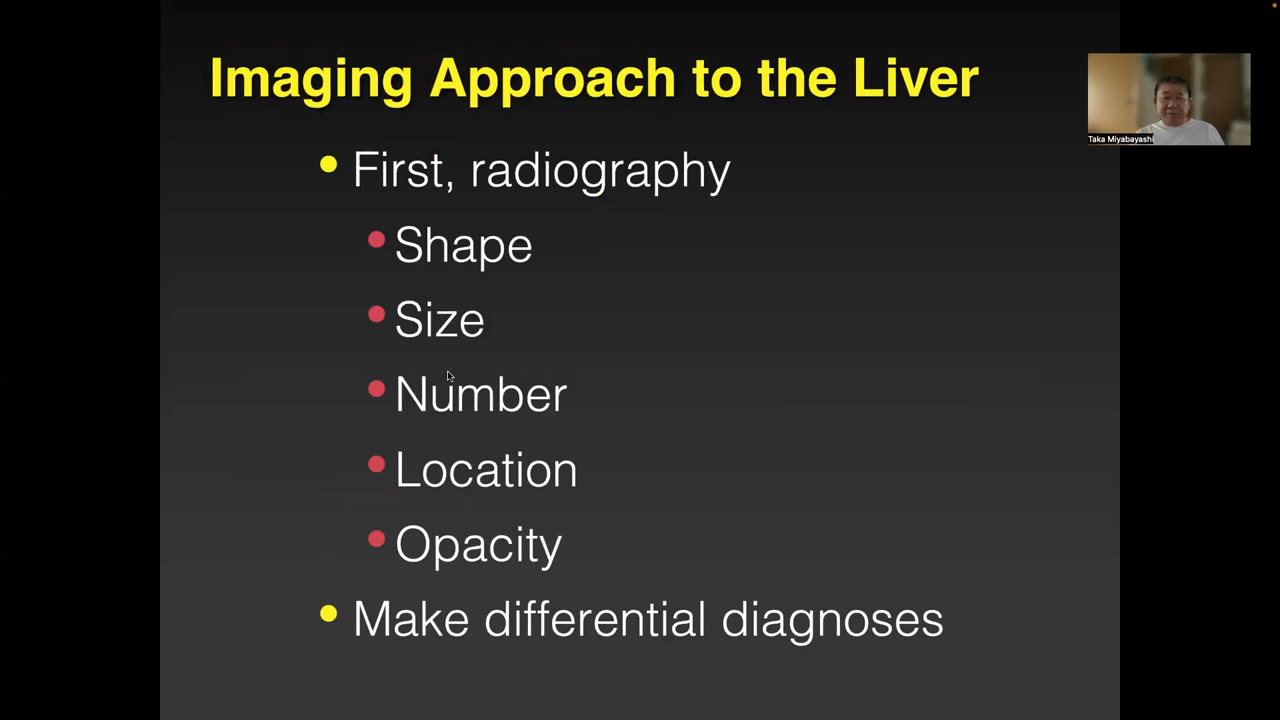 Imaging Approach to the Liver
Taka Miyabayashi
• First, radiography
• Shape
• Size
• Number
• Location
• Opacity
• Make differential diagnoses